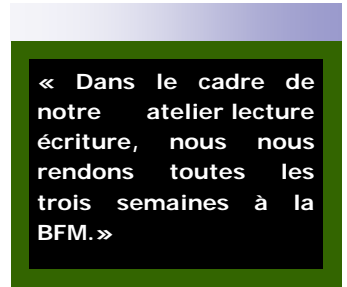 « Dans le cadre de
notre atelier lecture
écriture, nous nous
rendons toutes les
trois semaines à la
BFM.»